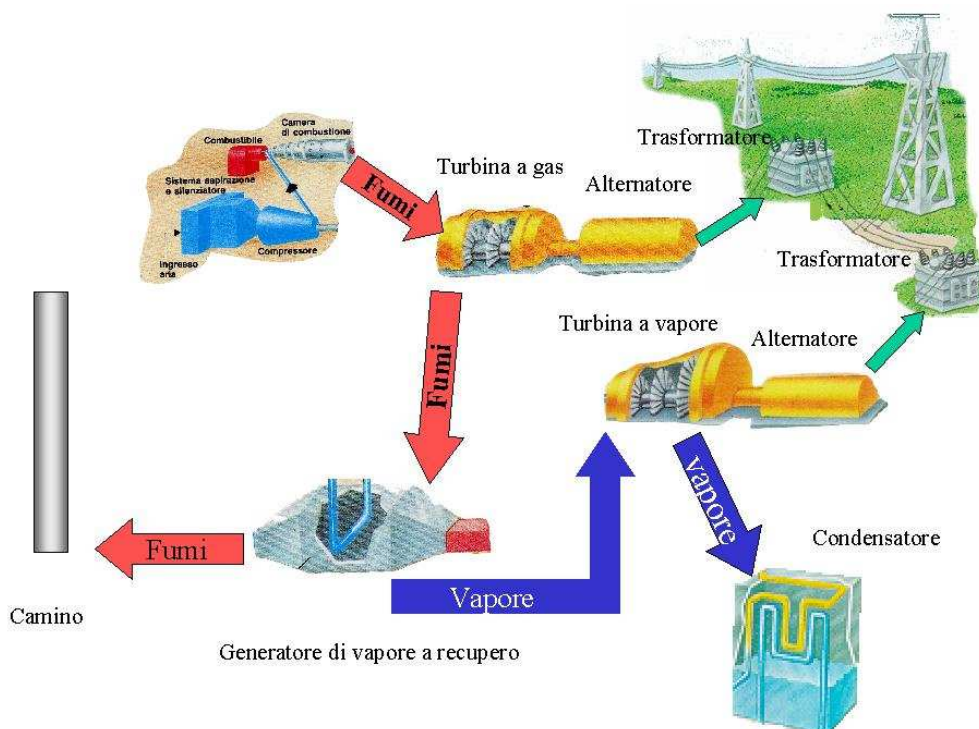 Camera
di combustione
Combustibile
Sistema aspirazione
e silenziatore
Compressore
Ingresso
aria
Fumi
Turbina a gas
Alternatore
Trasformatore
Trasformatore
Fumi
Turbina a vapore
Alternatore
vapore
Condensatore
Fumi
Vapore
Camino
Generatore di vapore a recupero